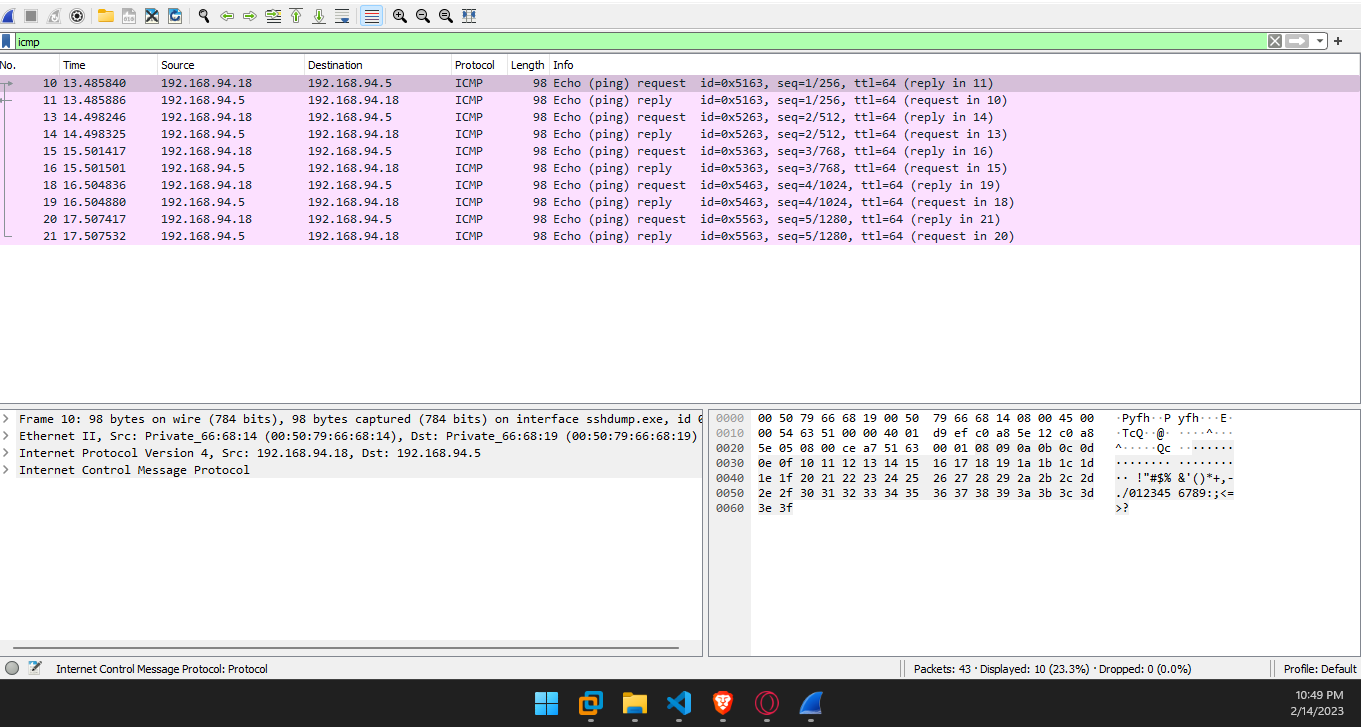 icmp
No. Time Source Destination Protocol Length Info
10 13.485840 192.168.94.18 192.168.94.5 ICMP 98 Echo (ping) request id=0x5163, seq=1/256, ttl=64 (reply in 11)
11 13.485886 192.168.94.5 192.168.94.18 ICMP 98 Echo (ping) reply id=0x5163, seq=1/256, ttl=64 (request in 10)
13 14.498246 192.168.94.18 192.168.94.5 ICMP 98 Echo (ping) request id=0x5263, seq=2/512, ttl=64 (reply in 14)
14 14.498325 192.168.94.5 192.168.94.18 ICMP 98 Echo (ping) reply id=0x5263, seq=2/512, ttl=64 (request in 13)
15 15.501417 192.168.94.18 192.168.94.5 ICMP 98 Echo (ping) request id=0x5363, seq=3/768, ttl=64 (reply in 16)
16 15.501501 192.168.94.5 192.168.94.18 ICMP 98 Echo (ping) reply id=0x5363, seq=3/768, ttl=64 (request in 15)
18 16.504836 192.168.94.18 192.168.94.5 ICMP 98 Echo (ping) request id=0x5463, seq=4/1024, ttl=64 (reply in 19)
19 16.504880 192.168.94.5 192.168.94.18 ICMP 98 Echo (ping) reply id=0x5463, seq=4/1024, ttl=64 (request in 18)
20 17.507417 192.168.94.18 192.168.94.5 ICMP 98 Echo (ping) request id=0x5563, seq=5/1280, ttl=64 (reply in 21)
21 17.507532 192.168.94.5 192.168.94.18 ICMP 98 Echo (ping) reply id=0x5563, seq=5/1280, ttl=64 (request in 20)
Frame 10: 98 bytes on wire (784 bits), 98 bytes captured (784 bits) on interface sshdump.exe, id 0
Ethernet II, Src: Private_66:68:14 (00:50:79:66:68:14), Dst: Private_66:68:19 (00:50:79:66:68:19)
Internet Protocol Version 4, Src: 192.168.94.18, Dst: 192.168.94.5
Internet Control Message Protocol
0000 00 50 79 66 68 19 00 50 79 66 68 14 08 00 45 00 ·Pyfh··P yfh···E·
0010 00 54 63 51 00 00 40 01 d9 ef c0 a8 5e 12 c0 a8 ·TcQ··@· ····^···
0020 5e 05 08 00 ce a7 51 63 00 01 08 09 0a 0b 0c 0d ^·····Qc ········
0030 0e 0f 10 11 12 13 14 15 16 17 18 19 1a 1b 1c 1d ········ ········
0040 1e 1f 20 21 22 23 24 25 26 27 28 29 2a 2b 2c 2d ·· !"#$% &'()*+,-
0050 2e 2f 30 31 32 33 34 35 36 37 38 39 3a 3b 3c 3d ./012345 6789:;<=
0060 3e 3f >?
Internet Control Message Protocol: Protocol
Packets: 43 · Displayed: 10 (23.3%) · Dropped: 0 (0.0%)
Profile: Default
10:49 PM
2/14/2023